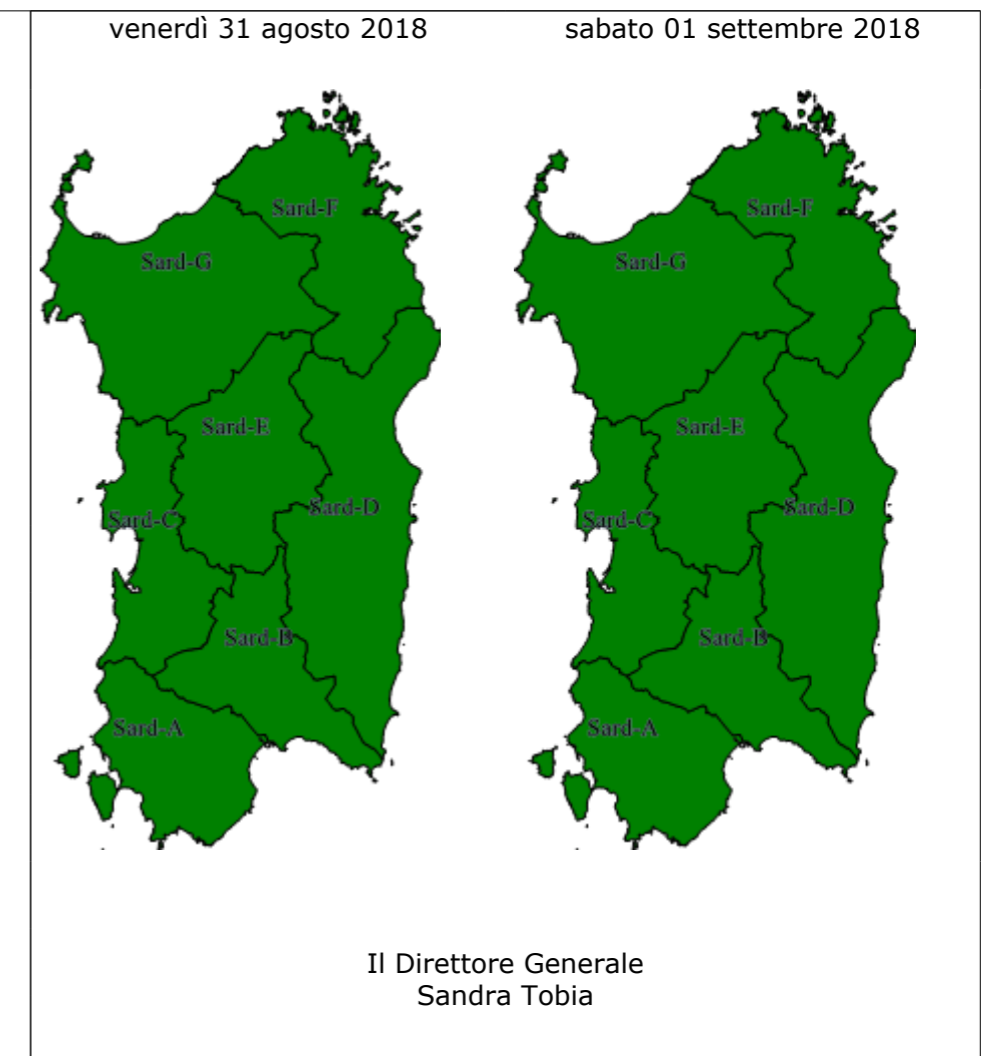 venerdì 31 agosto 2018
sabato 01 settembre 2018
Sard-F
Sard-G
Sard-E
Sard-D
Sard-C
Sard-B
Sard-A
Sard-F
Sard-G
Sard-E
Sard-D
Sard-C
Sard-B
Sard-A
Il Direttore Generale
Sandra Tobia